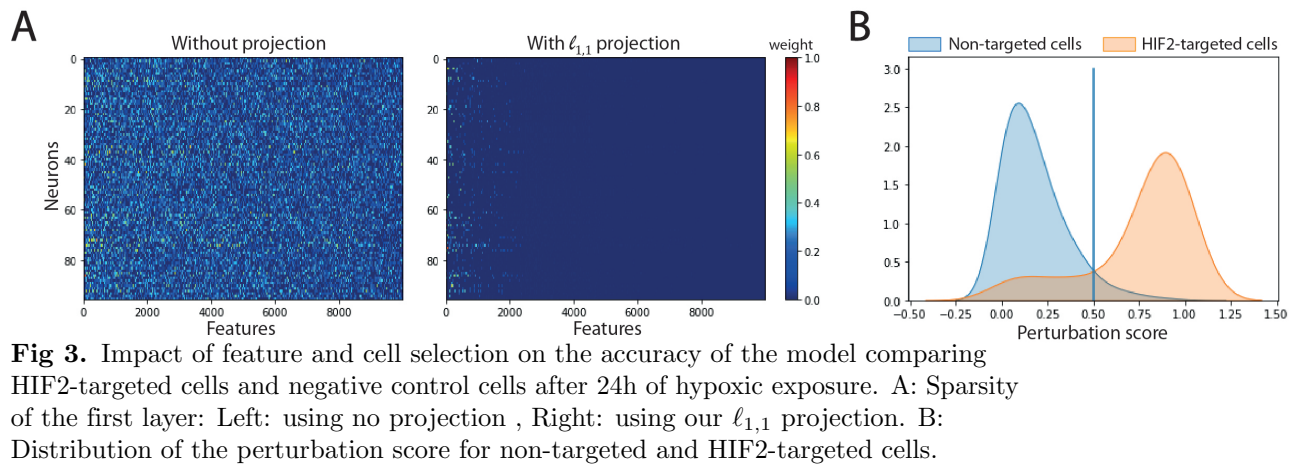 A
Without projection
0
20
40
60
80
Neurons
0 2000 4000 6000 8000
Features
With ℓ1,1 projection
0
20
40
60
80
0 2000 4000 6000 8000
Features
weight
1.0
0.8
0.6
0.4
0.2
0.0
B
Non-targeted cells HIF2-targeted cells
3.0
2.5
2.0
1.5
1.0
0.5
0.0
−0.50 −0.25 0.00 0.25 0.50 0.75 1.00 1.25 1.50
Perturbation score
Fig 3. Impact of feature and cell selection on the accuracy of the model comparing
HIF2-targeted cells and negative control cells after 24h of hypoxic exposure. A: Sparsity
of the first layer: Left: using no projection , Right: using our ℓ1,1 projection. B:
Distribution of the perturbation score for non-targeted and HIF2-targeted cells.